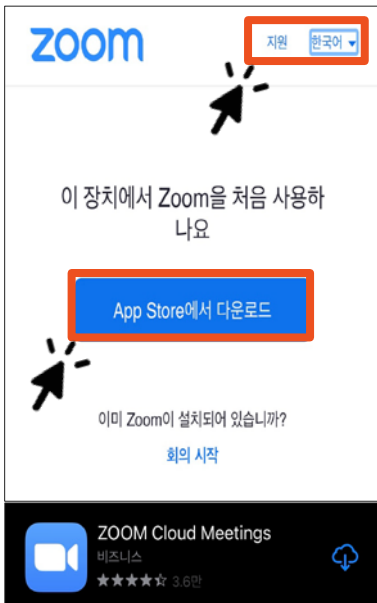 zoom
지원 한국어
이 장치에서 Zoom을 처음 사용하
나요
App Store에서 다운로드
이미 Zoom이 설치되어 있습니까?
회의 시작
ZOOM Cloud Meetings
비즈니스
3.6만